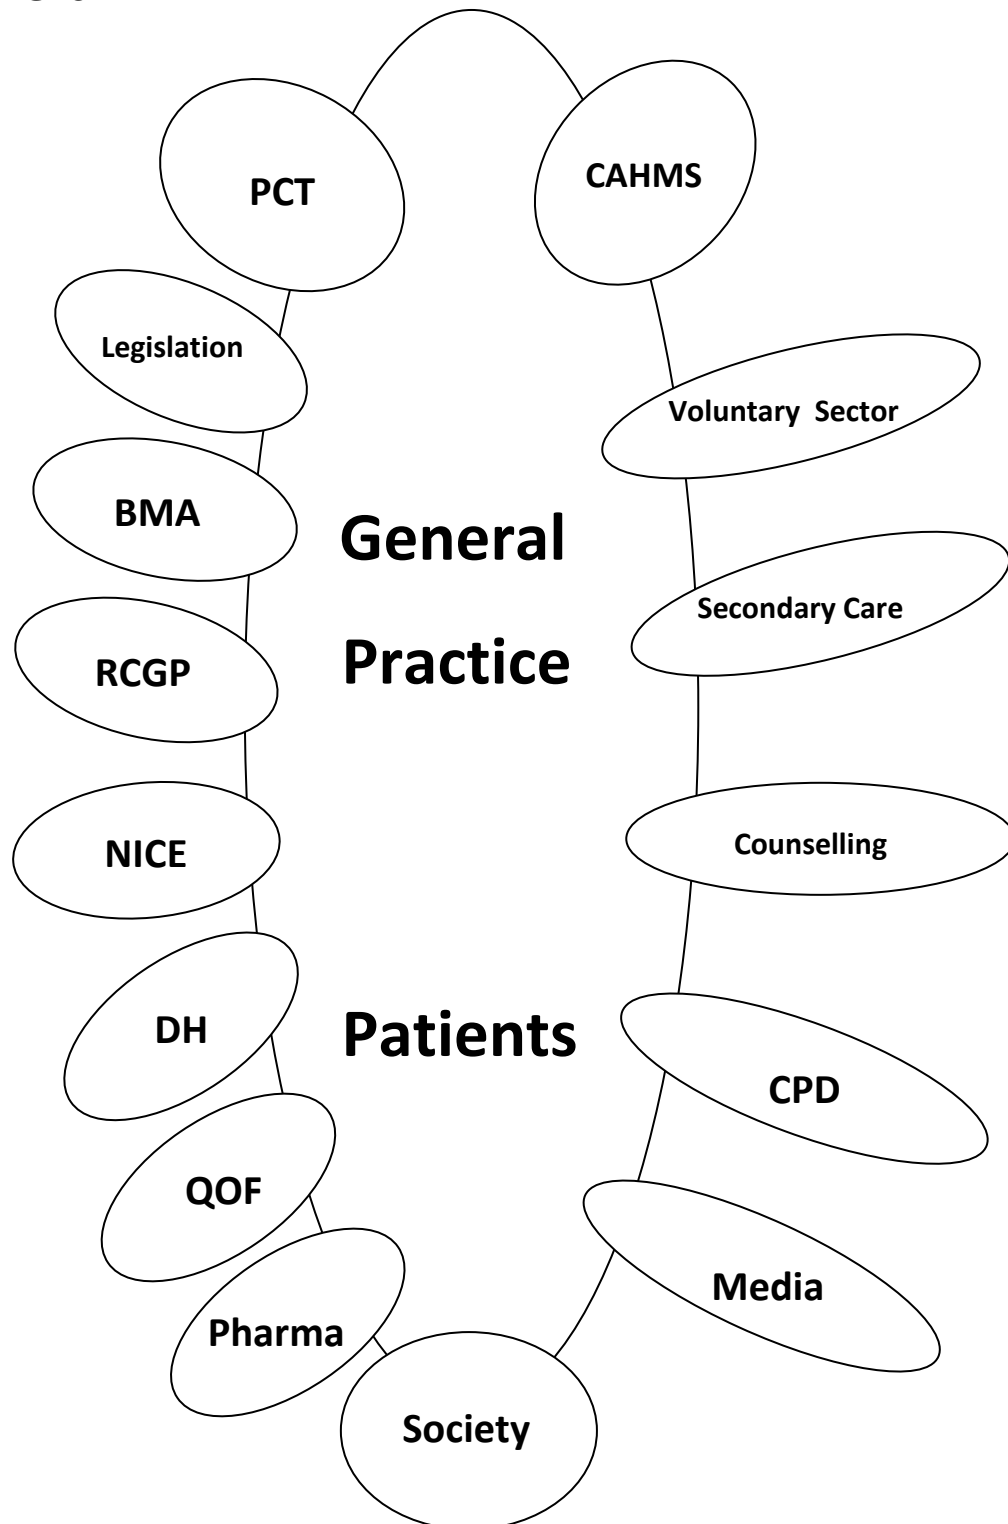 PCT
CAHMS
Legislation
Voluntary Sector
BMA
General
Secondary Care
RCGP
Practice
NICE
Counselling
DH
Patients
CPD
QOF
Media
Pharma
Society